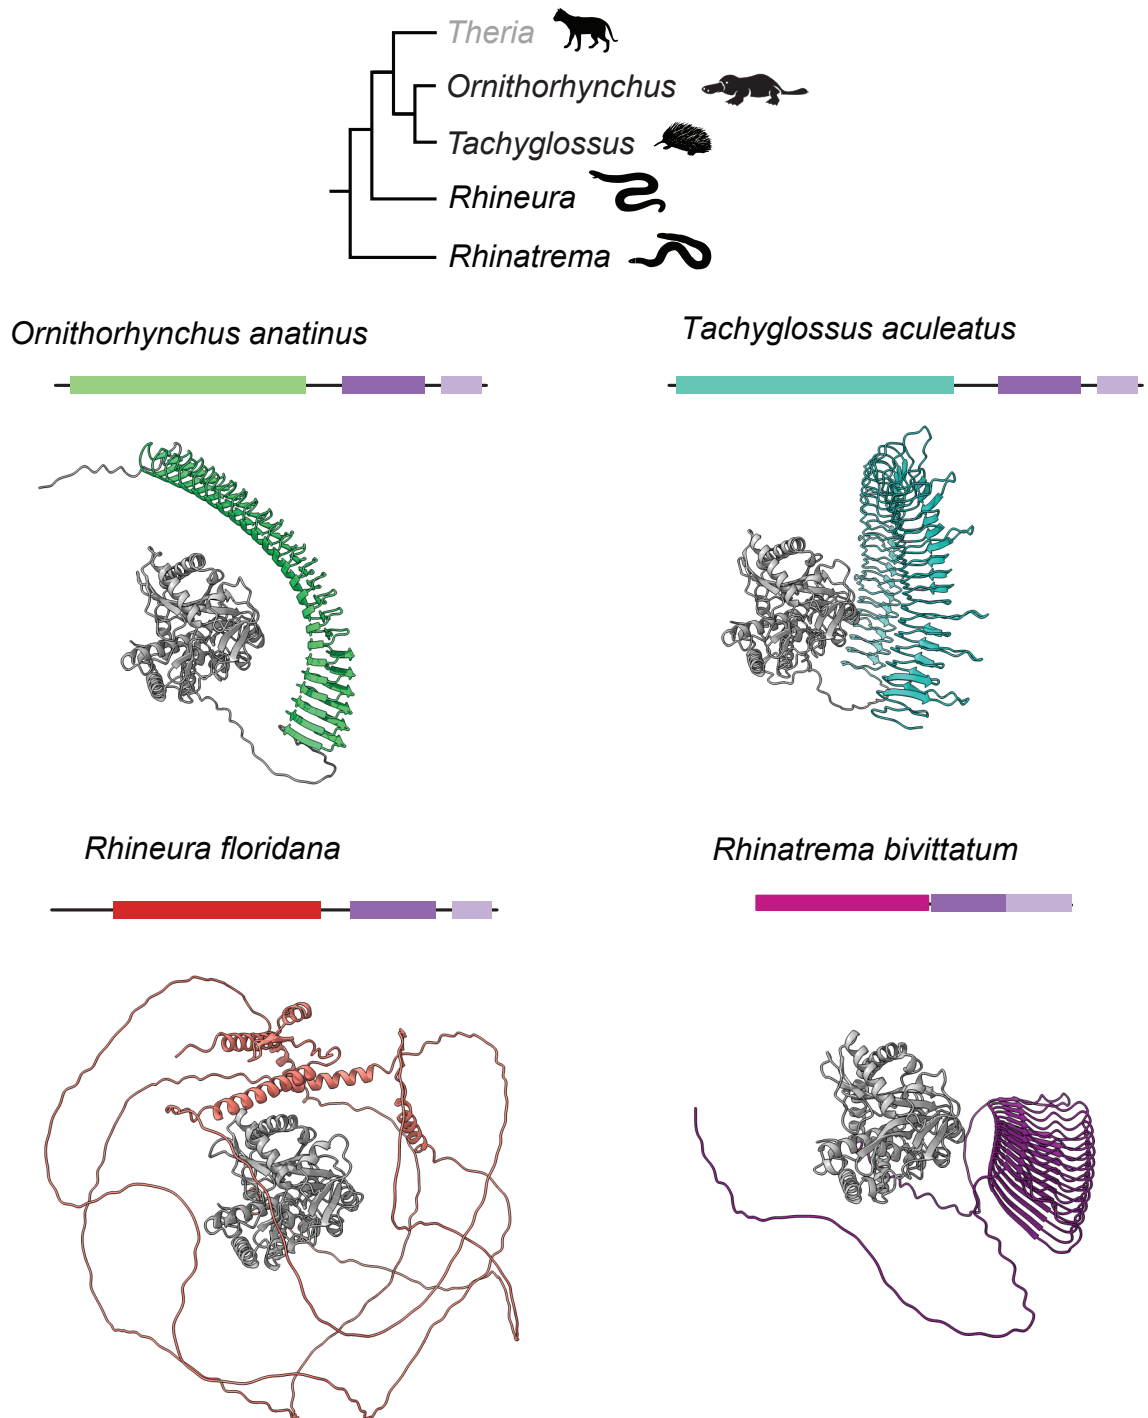 Theria
Ornithorhynchus
Tachyglossus
Rhineura
Rhinatrema
Ornithorhynchus anatinus
Tachyglossus aculeatus
Rhineura floridana
Rhinatrema bivittatum